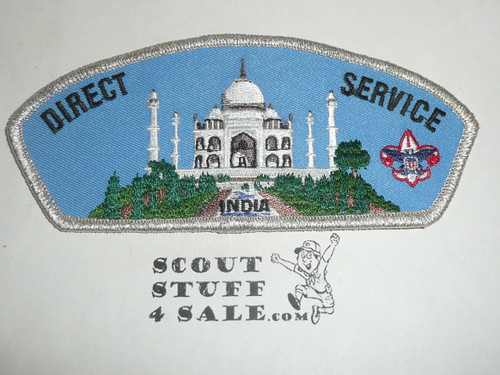 DIRECT SERVICE
INDIA
SCOUT
STUFF
4 SALE.COM